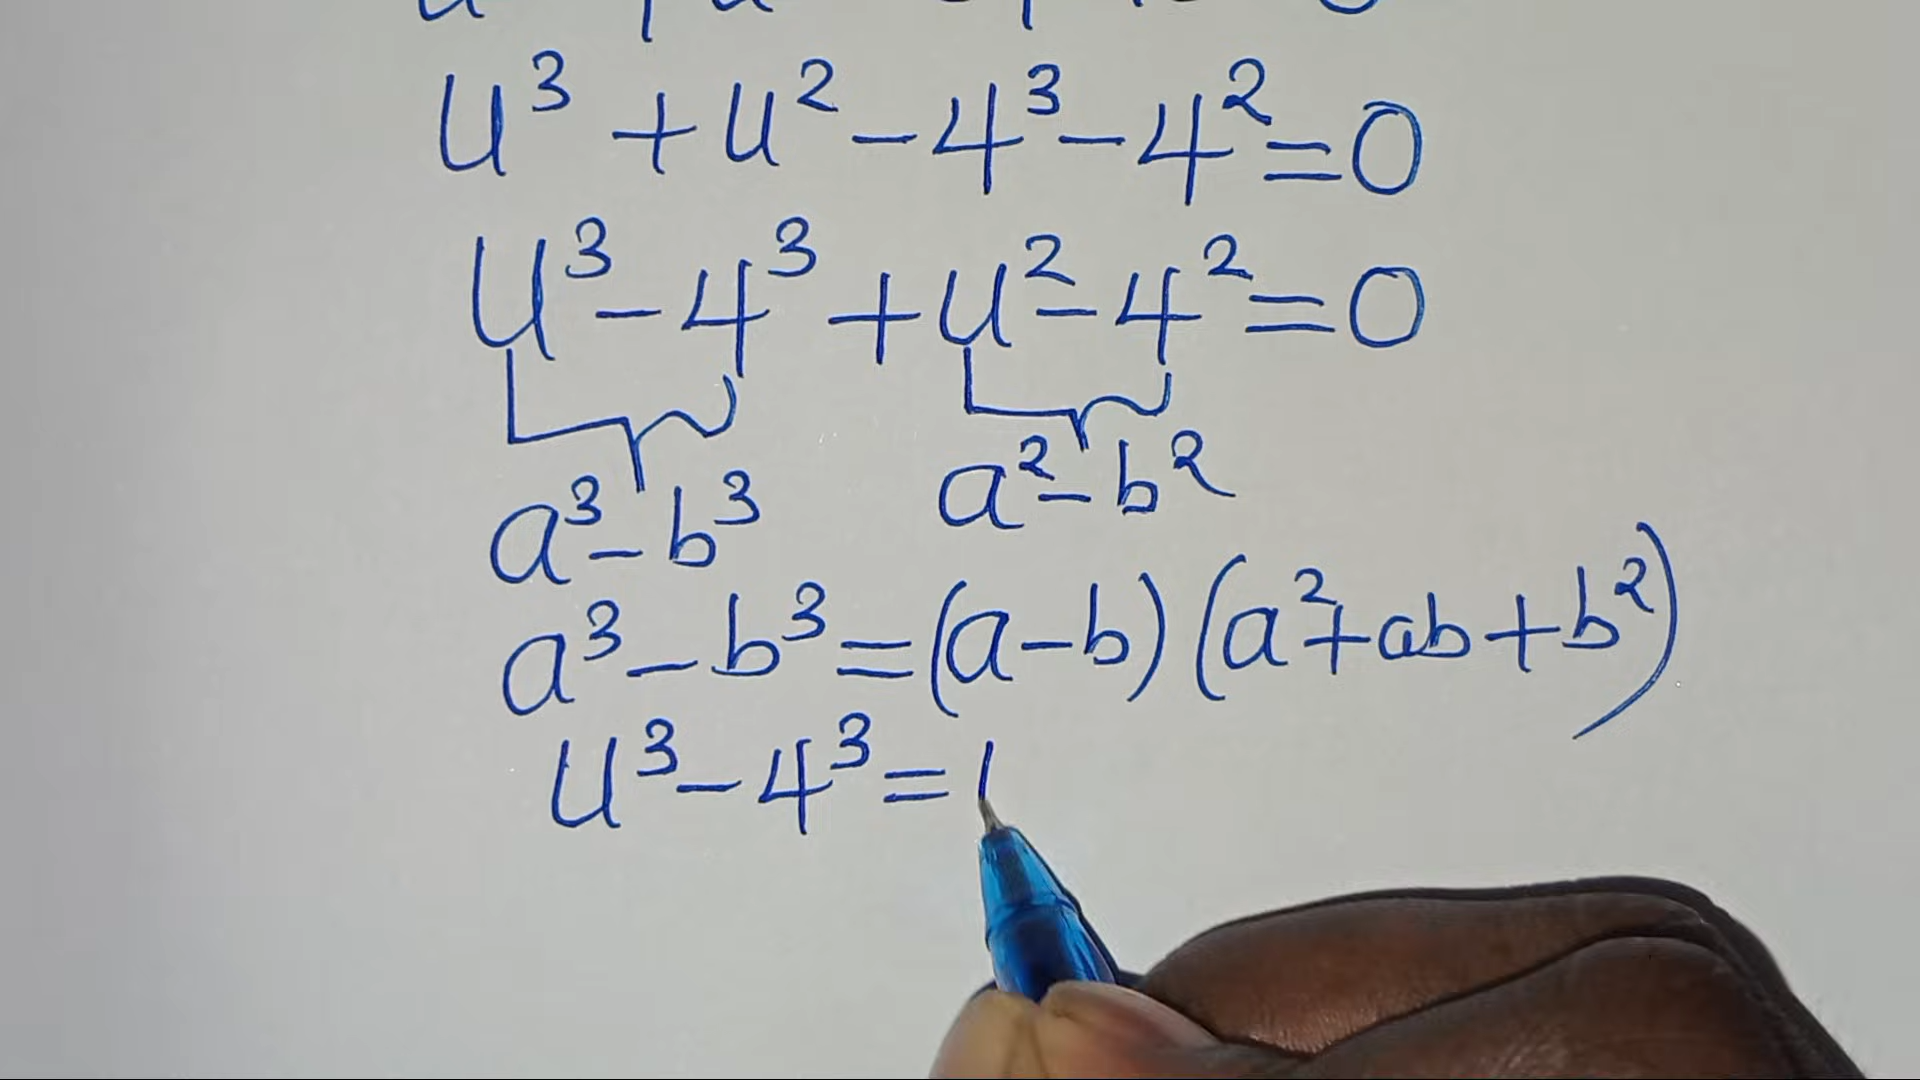 u³ + u² - 4³ - 4² = 0
u³ - 4³ + u² - 4² = 0
a³ - b³ a² - b²
a³ - b³ = (a - b) (a² + ab + b²)
u³ - 4³ =